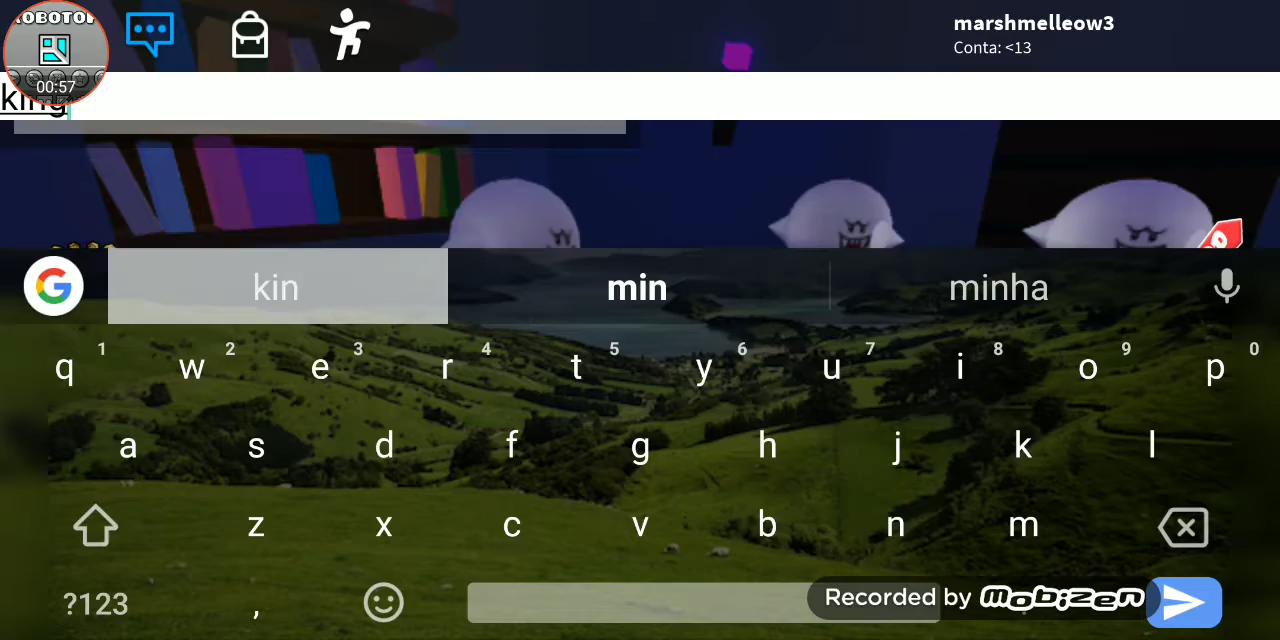 ROBOTOP
marshmelleow3
Conta: <13
00:57
king
kin min minha
1 2 3 4 5 6 7 8 9 0
q w e r t y u i o p
a s d f g h j k l
z x c v b n m
?123 ,
Recorded by mobizen